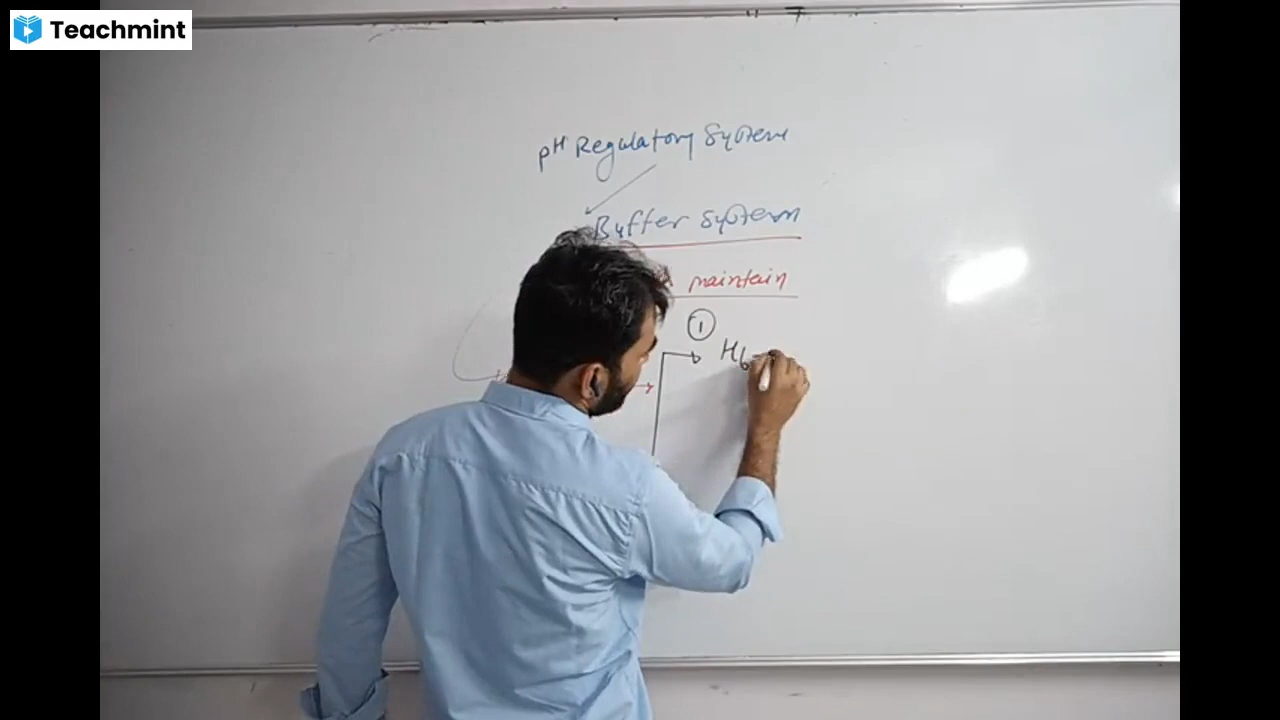 Teachmint
pH Regulatory System
Buffer System
maintain
1
Hb